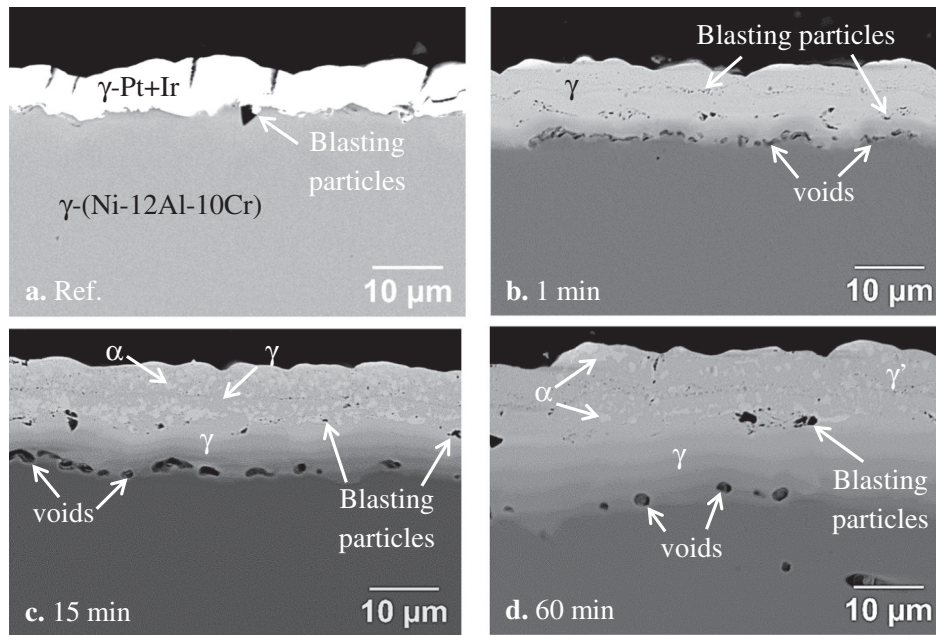 γ-Pt+Ir
Blasting
particles
γ-(Ni-12Al-10Cr)
10 µm
a. Ref.
Blasting particles
γ
voids
10 µm
b. 1 min
α
γ
γ
voids
Blasting
particles
10 µm
c. 15 min
α
γ'
γ
Blasting
particles
voids
10 µm
d. 60 min